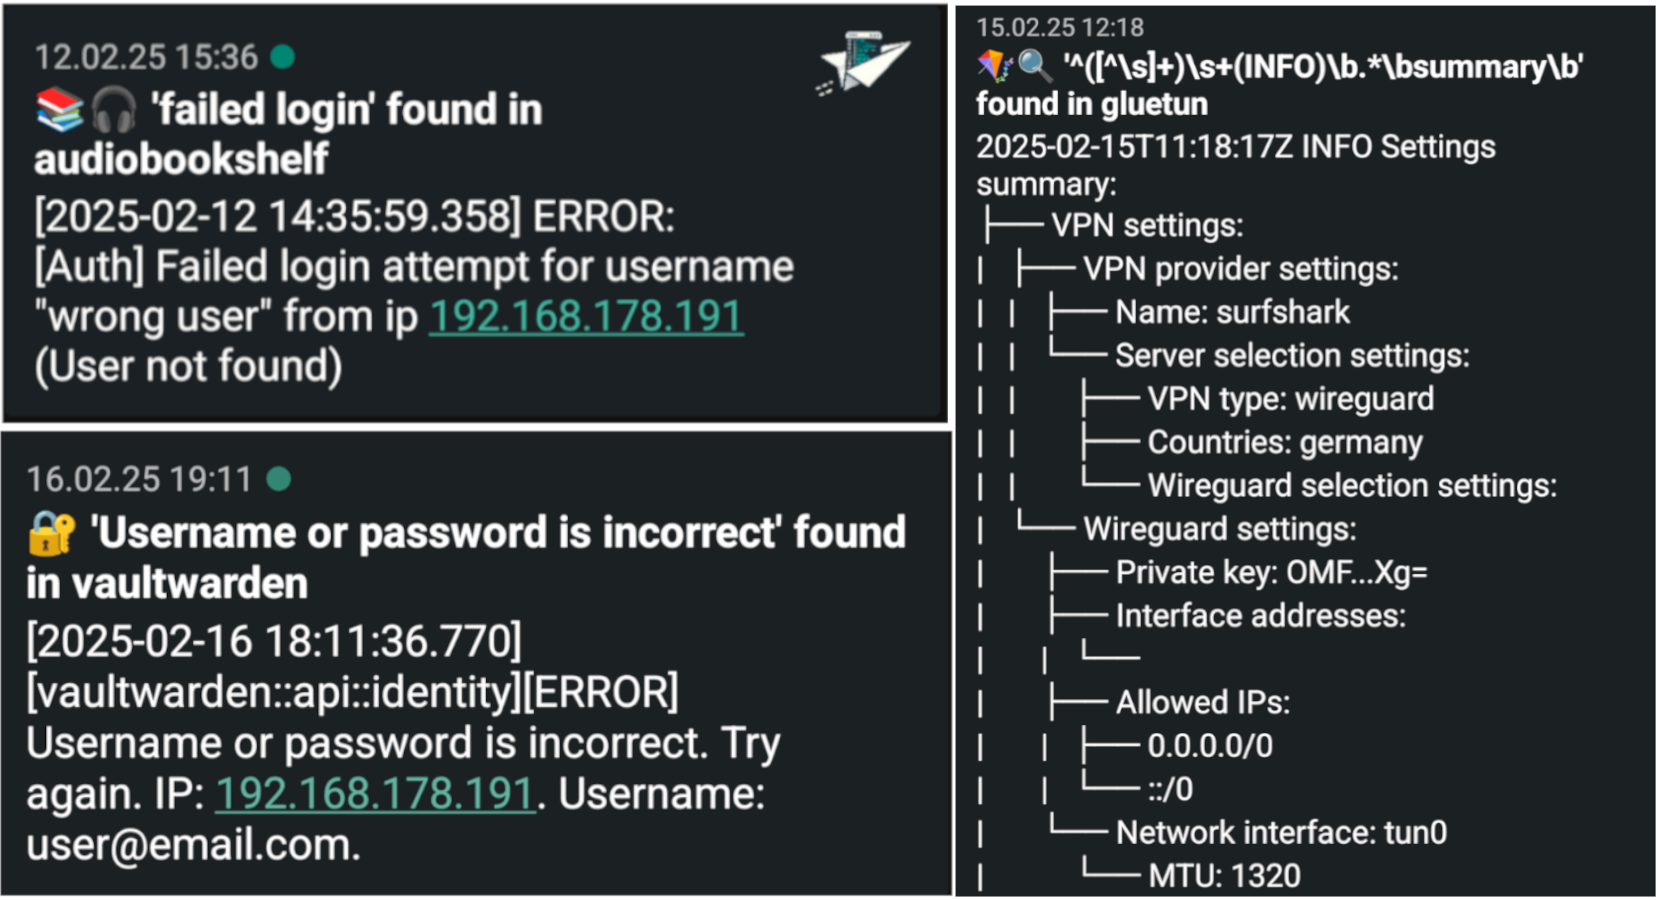 12.02.25 15:36
'failed login' found in
audiobookshelf
[2025-02-12 14:35:59.358] ERROR:
[Auth] Failed login attempt for username
"wrong user" from ip 192.168.178.191
(User not found)
16.02.25 19:11
'Username or password is incorrect' found
in vaultwarden
[2025-02-16 18:11:36.770]
[vaultwarden::api::identity][ERROR]
Username or password is incorrect. Try
again. IP: 192.168.178.191. Username:
user@email.com.
15.02.25 12:18
'^([^\s]+)\s+(INFO)\b.*\bsummary\b'
found in gluetun
2025-02-15T11:18:17Z INFO Settings
summary:
├── VPN settings:
|   ├── VPN provider settings:
|   |   ├── Name: surfshark
|   |   └── Server selection settings:
|   |       ├── VPN type: wireguard
|   |       ├── Countries: germany
|   |       └── Wireguard selection settings:
|   └── Wireguard settings:
|       ├── Private key: OMF...Xg=
|       ├── Interface addresses:
|       |   └──
|       ├── Allowed IPs:
|       |   ├── 0.0.0.0/0
|       |   └── ::/0
|       └── Network interface: tun0
|           └── MTU: 1320